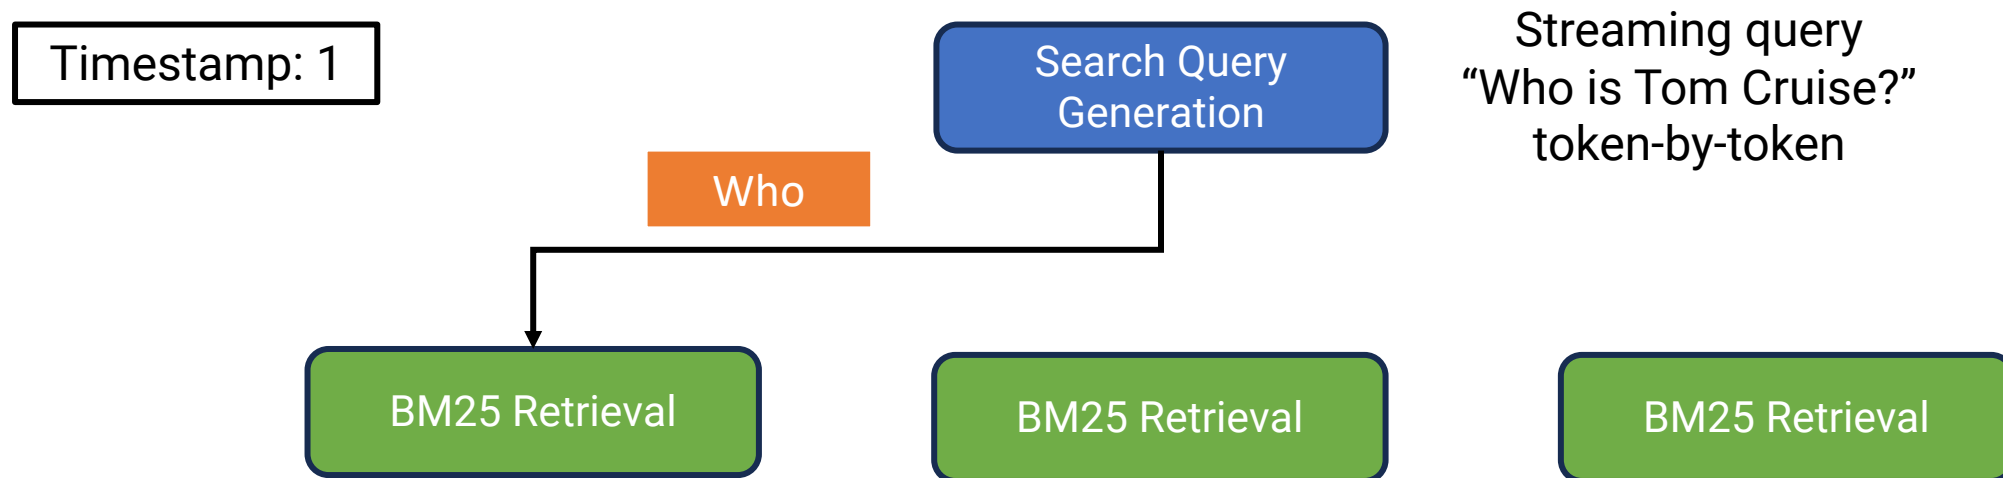 Timestamp: 1
Search Query
Generation
Streaming query
“Who is Tom Cruise?”
token-by-token
Who
BM25 Retrieval
BM25 Retrieval
BM25 Retrieval